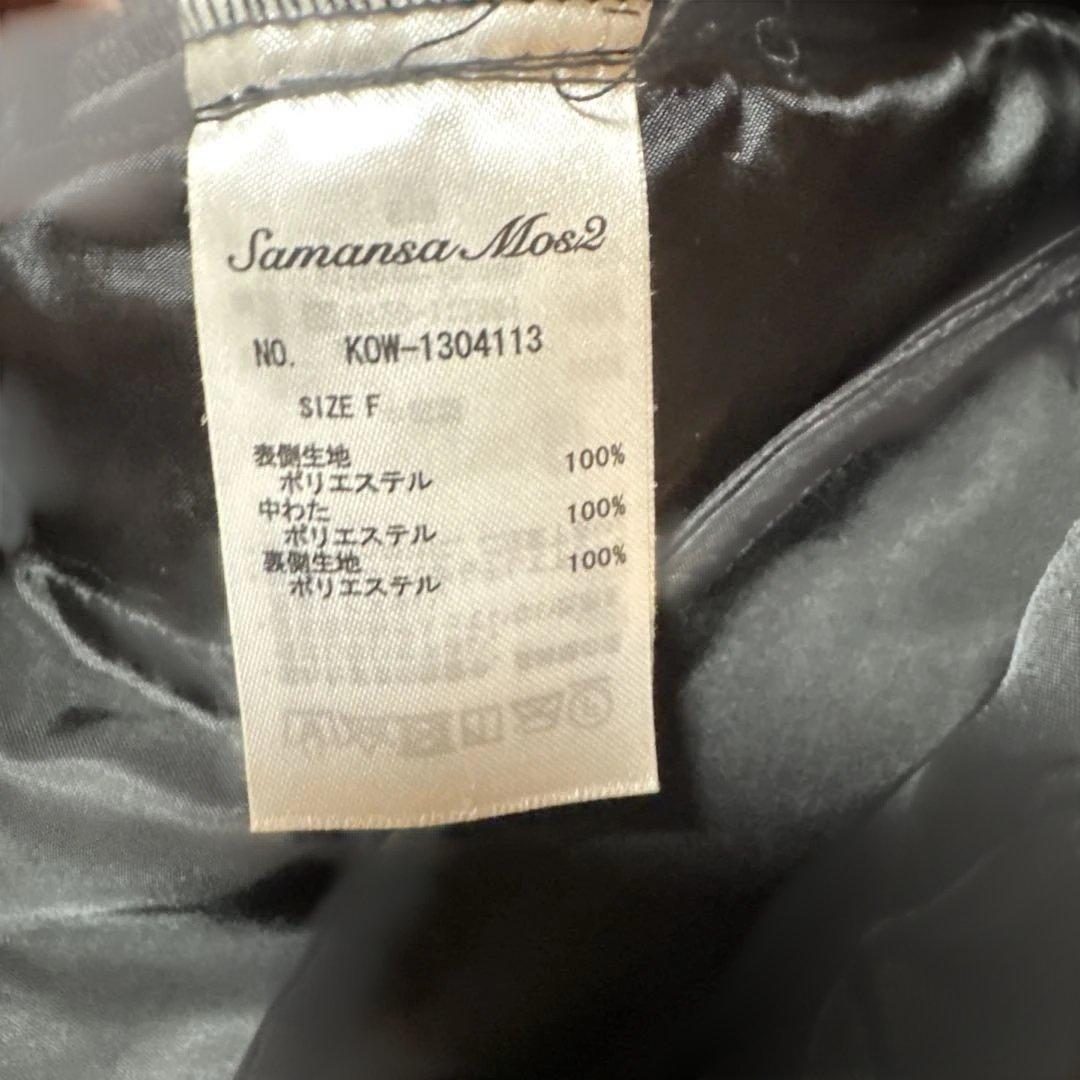 Samansa Mos2
NO. KOW-1304113
SIZE F
表側生地 100%
ポリエステル
中わた 100%
ポリエステル
裏側生地 100%
ポリエステル